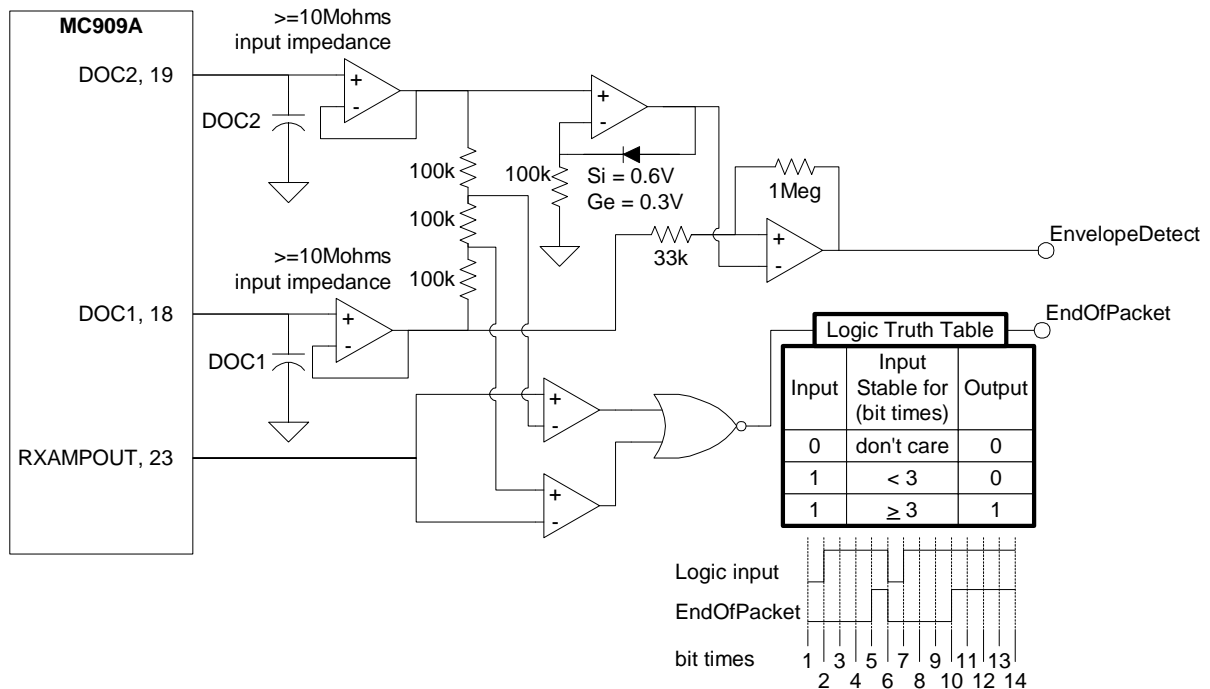 MC909A
>=10Mohms
input impedance
DOC2, 19
+
-
DOC2
+
-
100k
100k
Si = 0.6V
Ge = 0.3V
1Meg
100k
33k
+
-
EnvelopeDetect
>=10Mohms
input impedance
100k
DOC1, 18
+
-
DOC1
EndOfPacket
Logic Truth Table
Input
Input
Stable for
(bit times)
Output
0
don't care
0
1
< 3
0
1
≥ 3
1
+
-
RXAMPOUT, 23
+
-
Logic input
EndOfPacket
bit times
1 3 5 7 9 11 13
2 4 6 8 10 12 14